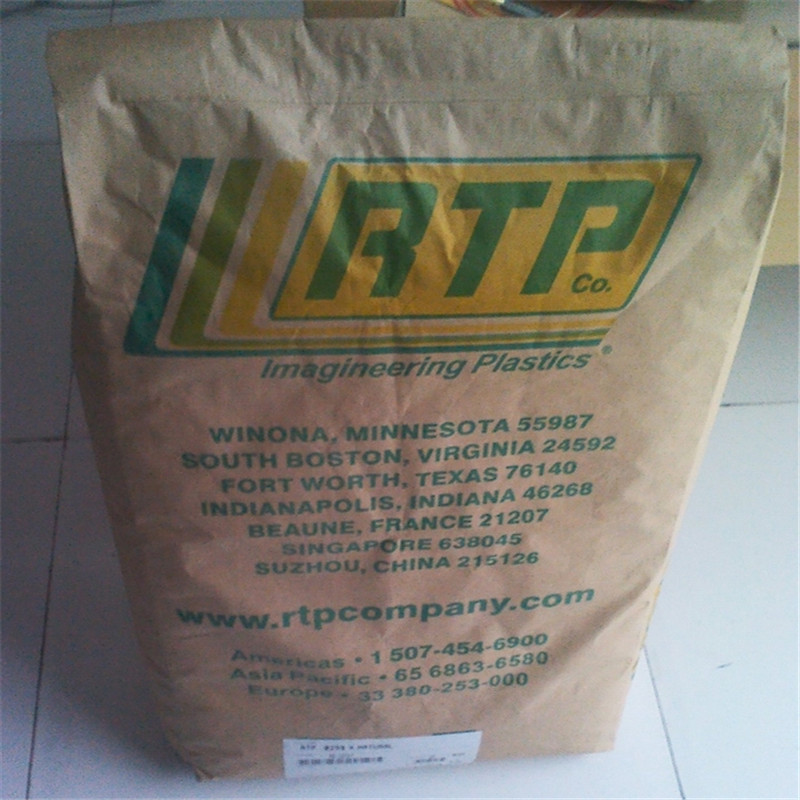 RTP
Co.
Imagineering Plastics®
WINONA, MINNESOTA 55987
SOUTH BOSTON, VIRGINIA 24592
FORT WORTH, TEXAS 76140
INDIANAPOLIS, INDIANA 46268
BEAUNE, FRANCE 21207
SINGAPORE 638045
SUZHOU, CHINA 215126
www.rtpcompany.com
Americas • 1 507-454-6900
Asia Pacific • 65 6863-6580
Europe • 33 380-253-000
RTP NATURAL